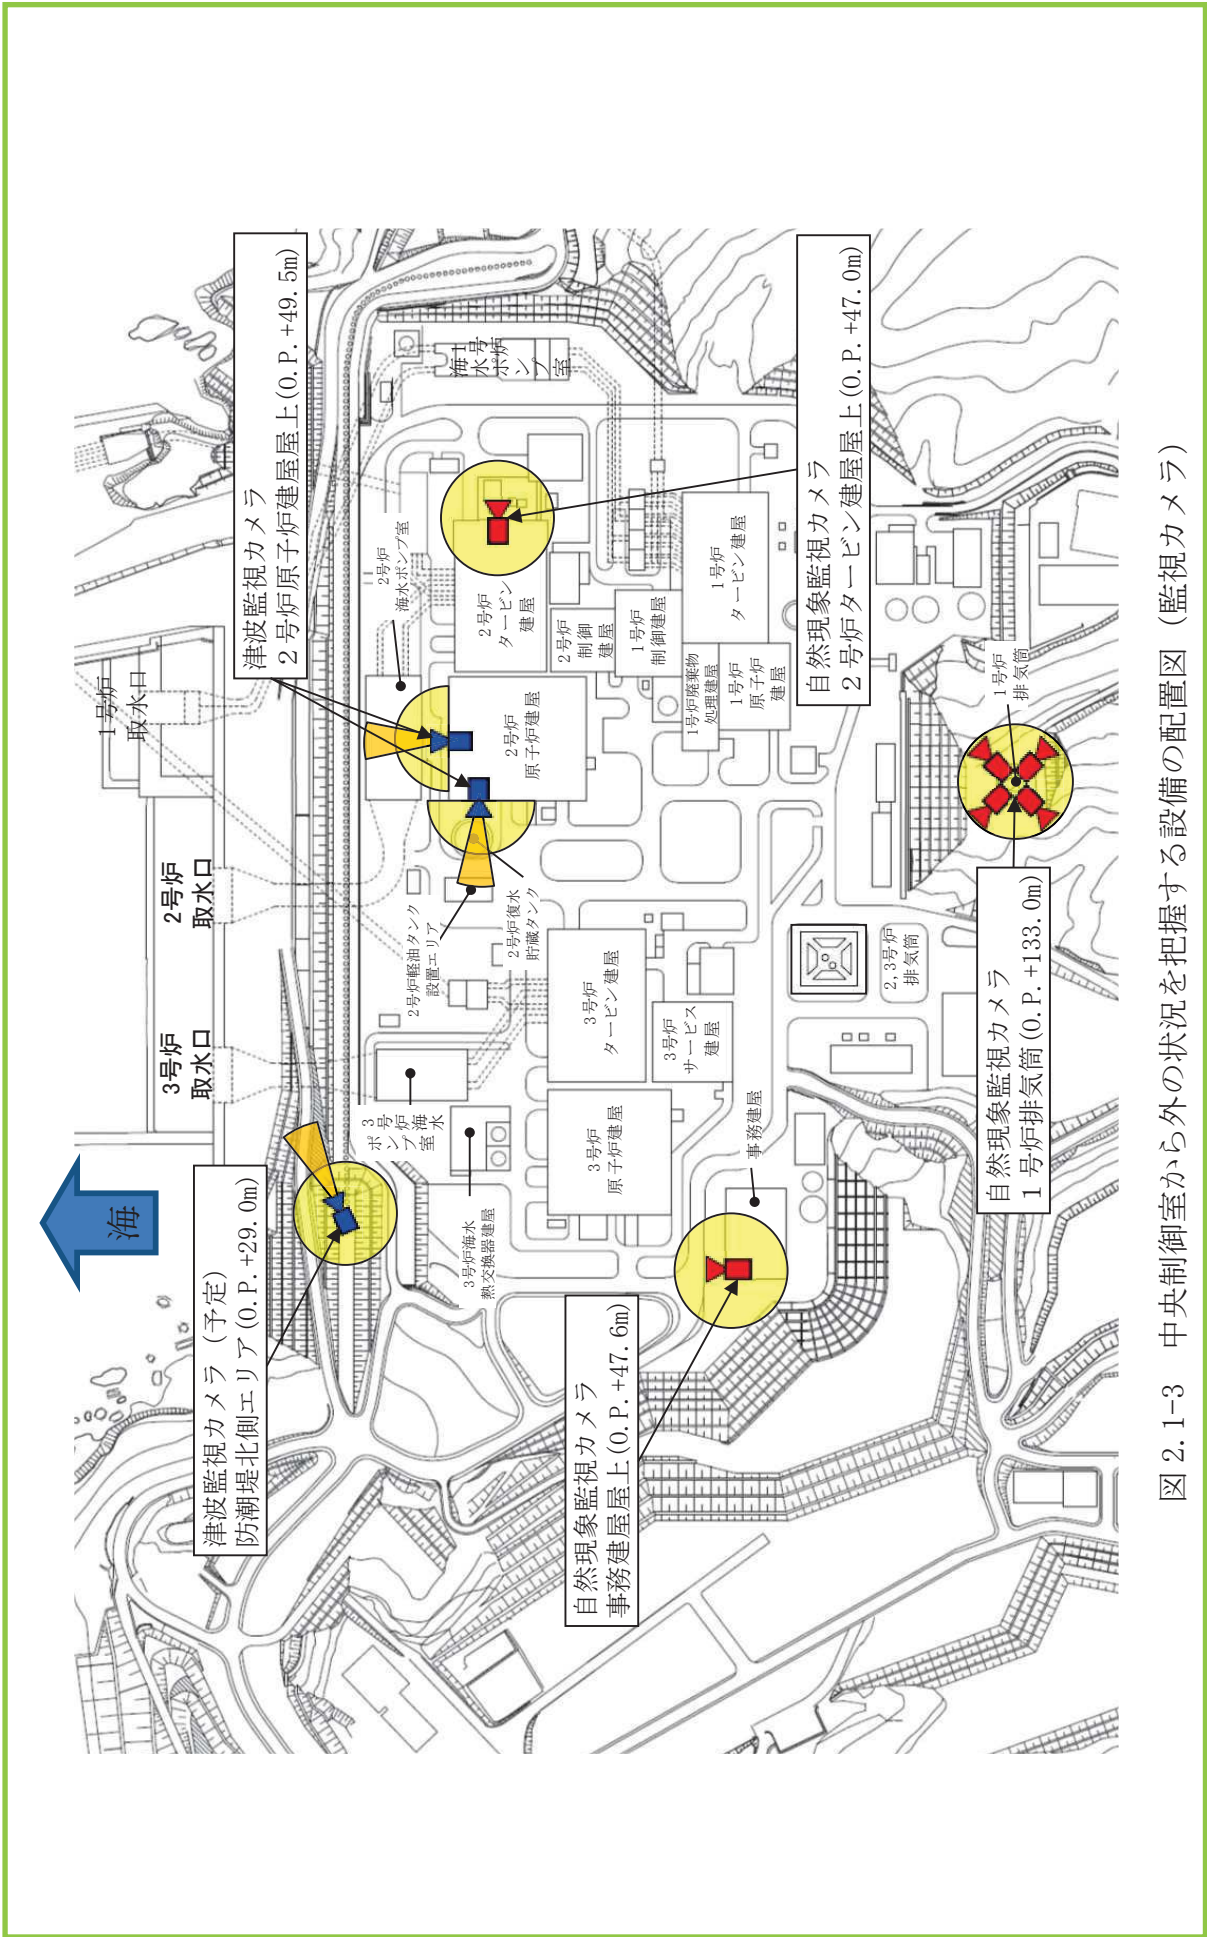 海
津波監視カメラ（予定）
防潮堤北側エリア(O.P.+29.0m)
3号炉
取水口
2号炉
取水口
1号炉
取水口
津波監視カメラ
２号炉原子炉建屋屋上(O.P.+49.5m)
3号炉海水
ポンプ室
3号炉海水
熱交換器建屋
2号炉軽油タンク
設置エリア
2号炉復水
貯蔵タンク
2号炉
海水ポンプ室
1号炉
海水ポンプ室
3号炉
原子炉建屋
3号炉
タービン建屋
3号炉
サービス
建屋
2号炉
原子炉建屋
2号炉
タービン
建屋
2号炉
制御
建屋
1号炉
制御建屋
1号炉廃棄物
処理建屋
1号炉
原子炉
建屋
1号炉
タービン建屋
事務建屋
2,3号炉
排気筒
1号炉
排気筒
自然現象監視カメラ
事務建屋屋上(O.P.+47.6m)
自然現象監視カメラ
１号炉排気筒(O.P.+133.0m)
自然現象監視カメラ
２号炉タービン建屋屋上(O.P.+47.0m)
図 2.1-3　中央制御室から外の状況を把握する設備の配置図（監視カメラ）